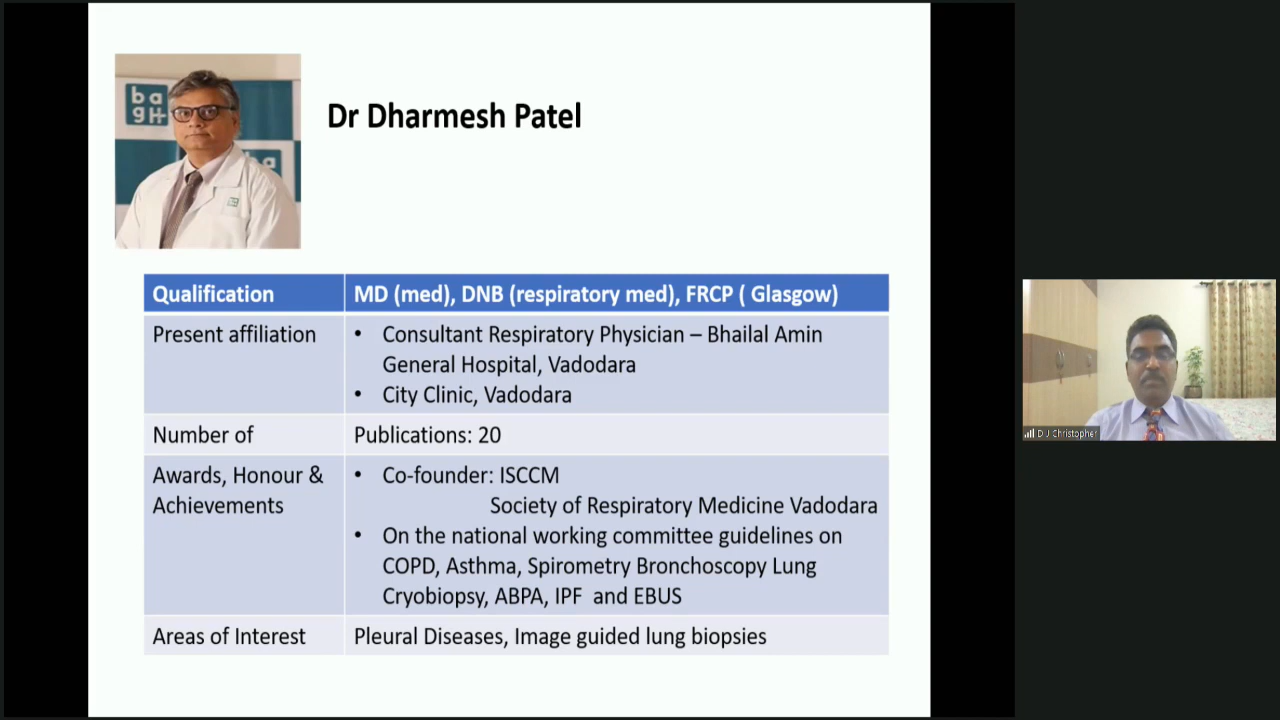 ba
gH
ba
Dr Dharmesh Patel
Qualification
MD (med), DNB (respiratory med), FRCP ( Glasgow)
Present affiliation
• Consultant Respiratory Physician – Bhailal Amin
General Hospital, Vadodara
• City Clinic, Vadodara
Number of
Publications: 20
Awards, Honour &
Achievements
• Co-founder: ISCCM
Society of Respiratory Medicine Vadodara
• On the national working committee guidelines on
COPD, Asthma, Spirometry Bronchoscopy Lung
Cryobiopsy, ABPA, IPF and EBUS
Areas of Interest
Pleural Diseases, Image guided lung biopsies
D J Christopher